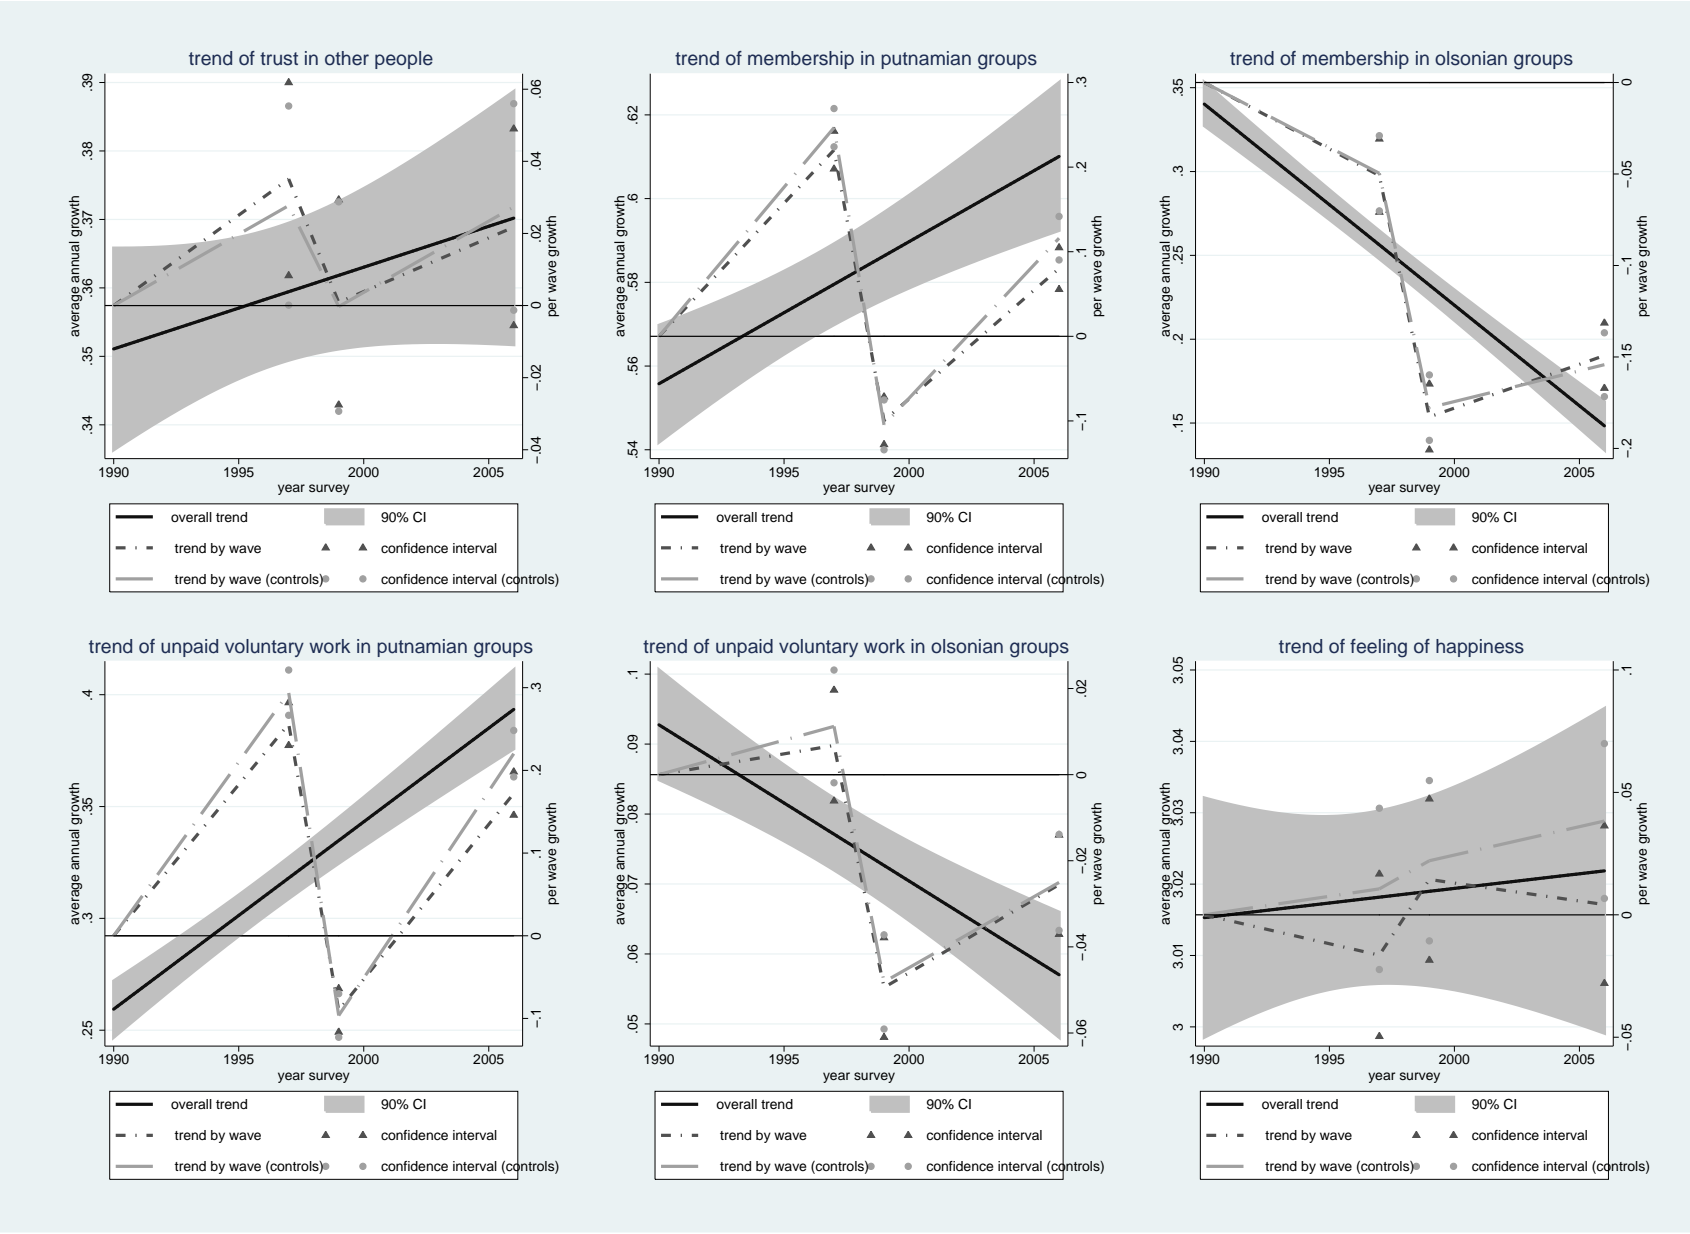 trend of trust in other people
.39
.38
.37
.36
.35
.34
average annual growth
.06
.04
.02
0
-.02
-.04
per wave growth
1990 1995 2000 2005
year survey
overall trend 90% CI
trend by wave confidence interval
trend by wave (controls) confidence interval (controls)
trend of membership in putnamian groups
.62
.6
.58
.56
.54
average annual growth
.3
.2
.1
0
-.1
per wave growth
1990 1995 2000 2005
year survey
overall trend 90% CI
trend by wave confidence interval
trend by wave (controls) confidence interval (controls)
trend of membership in olsonian groups
.35
.3
.25
.2
.15
average annual growth
0
-.05
-.1
-.15
-.2
per wave growth
1990 1995 2000 2005
year survey
overall trend 90% CI
trend by wave confidence interval
trend by wave (controls) confidence interval (controls)
trend of unpaid voluntary work in putnamian groups
.4
.35
.3
.25
average annual growth
.3
.2
.1
0
-.1
per wave growth
1990 1995 2000 2005
year survey
overall trend 90% CI
trend by wave confidence interval
trend by wave (controls) confidence interval (controls)
trend of unpaid voluntary work in olsonian groups
.1
.09
.08
.07
.06
.05
average annual growth
.02
0
-.02
-.04
-.06
per wave growth
1990 1995 2000 2005
year survey
overall trend 90% CI
trend by wave confidence interval
trend by wave (controls) confidence interval (controls)
trend of feeling of happiness
3.05
3.04
3.03
3.02
3.01
3
average annual growth
.1
.05
0
-.05
per wave growth
1990 1995 2000 2005
year survey
overall trend 90% CI
trend by wave confidence interval
trend by wave (controls) confidence interval (controls)